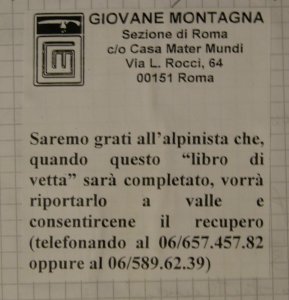 GIOVANE MONTAGNA
Sezione di Roma
c/o Casa Mater Mundi
Via L. Rocci, 64
00151 Roma
Saremo grati all'alpinista che,
quando questo "libro di
vetta" sarà completato, vorrà
riportarlo a valle e
consentircene il recupero
(telefonando al 06/657.457.82
oppure al 06/589.62.39)